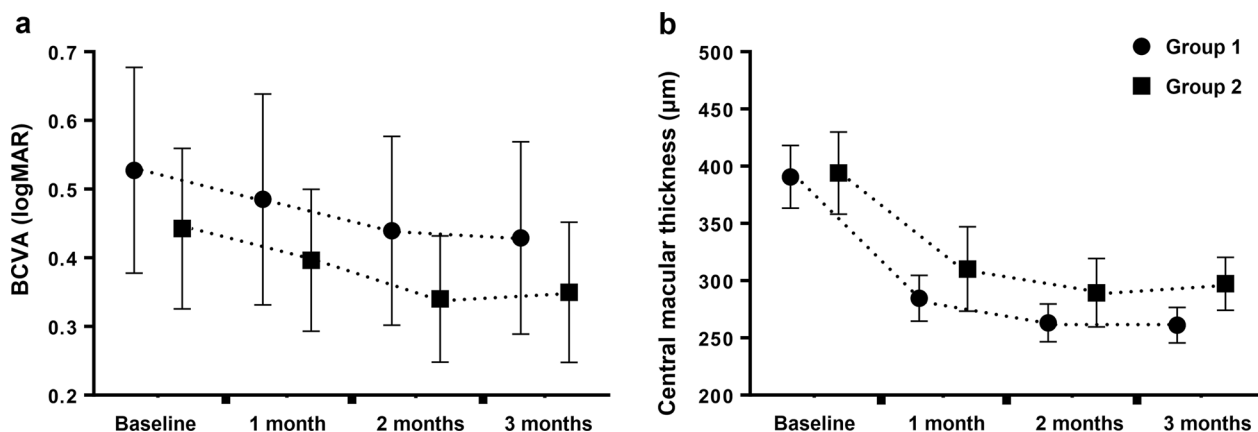 a
BCVA (logMAR)
0.7
0.6
0.5
0.4
0.3
0.2
Baseline
1 month
2 months
3 months
b
Central macular thickness (µm)
500
450
400
350
300
250
200
Baseline
1 month
2 months
3 months
Group 1
Group 2